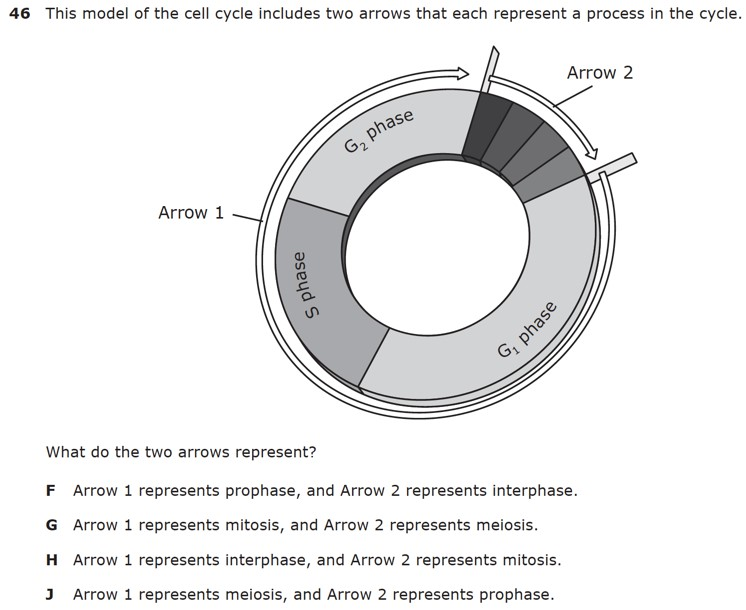 46 This model of the cell cycle includes two arrows that each represent a process in the cycle.
Arrow 2
G₂ phase
Arrow 1
S phase
G₁ phase
What do the two arrows represent?
F Arrow 1 represents prophase, and Arrow 2 represents interphase.
G Arrow 1 represents mitosis, and Arrow 2 represents meiosis.
H Arrow 1 represents interphase, and Arrow 2 represents mitosis.
J Arrow 1 represents meiosis, and Arrow 2 represents prophase.